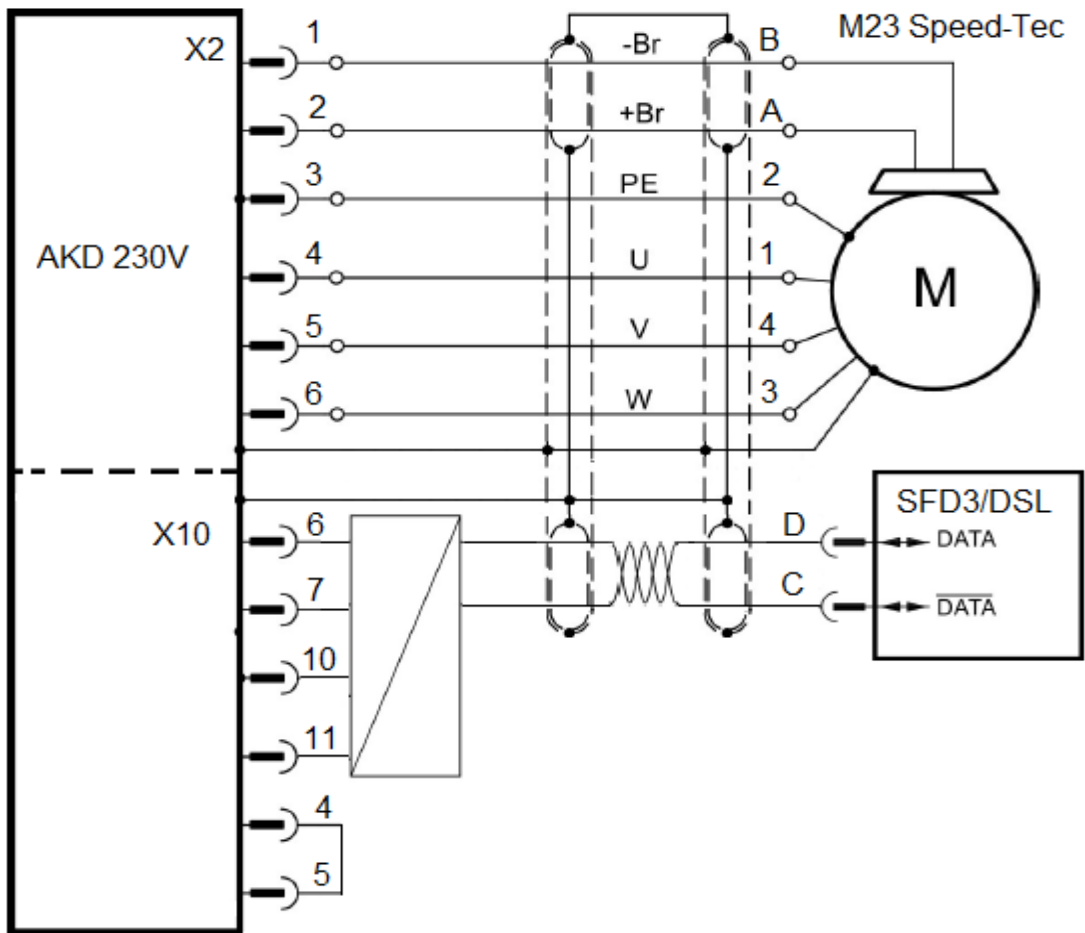 M23 Speed-Tec
X2 1 -Br B
2 +Br A
3 PE 2
AKD 230V
4 U 1
M
5 V 4
6 W 3
SFD3/DSL
X10 6 D DATA
7 C DATA
10
11
4
5